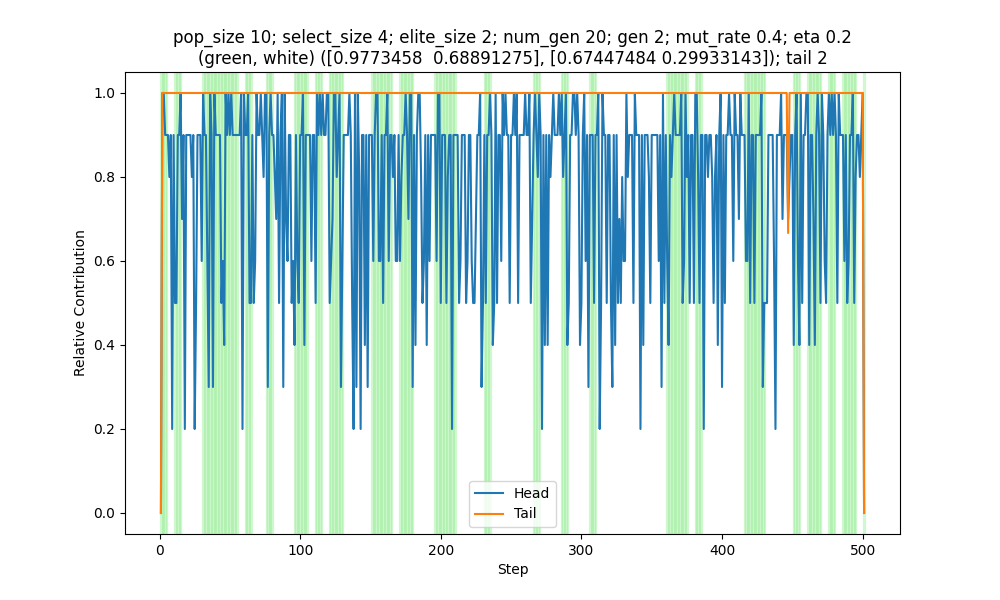 pop_size 10; select_size 4; elite_size 2; num_gen 20; gen 2; mut_rate 0.4; eta 0.2
(green, white) ([0.9773458  0.68891275], [0.67447484 0.29933143]); tail 2
1.0
0.8
0.6
0.4
0.2
0.0
Relative Contribution
Head
Tail
0
100
200
300
400
500
Step